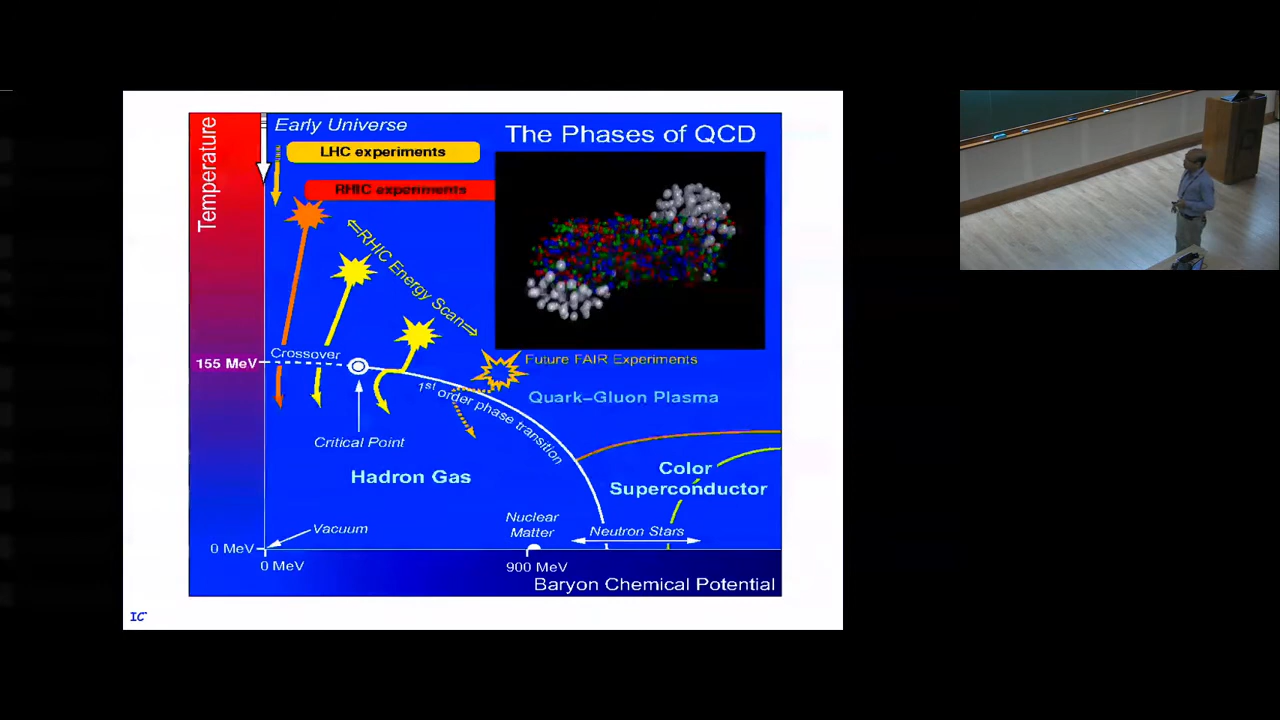 Temperature
Early Universe
The Phases of QCD
LHC experiments
RHIC experiments
⇐RHIC Energy Scan⇒
155 MeV
Crossover
Future FAIR Experiments
1st order phase transition
Quark–Gluon Plasma
Critical Point
Hadron Gas
Color
Superconductor
Nuclear
Matter
Neutron Stars
Vacuum
0 MeV
0 MeV
900 MeV
Baryon Chemical Potential